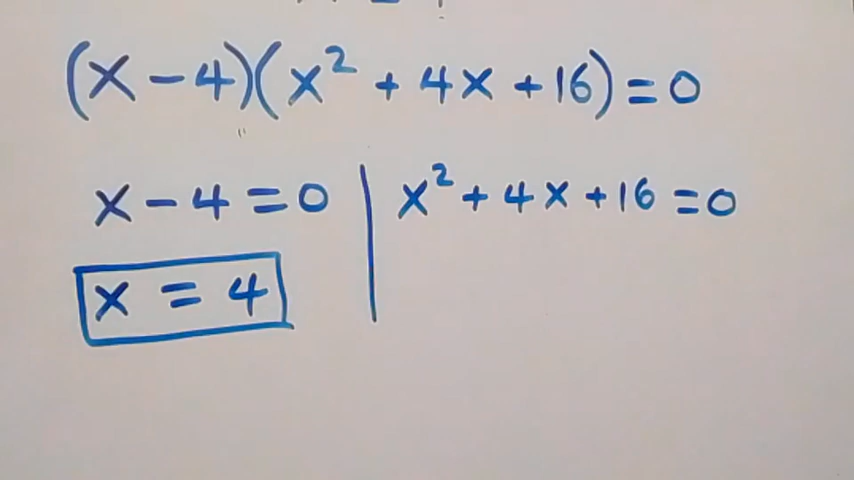 (x - 4)(x² + 4x + 16) = 0
x - 4 = 0 | x² + 4x + 16 = 0
x = 4